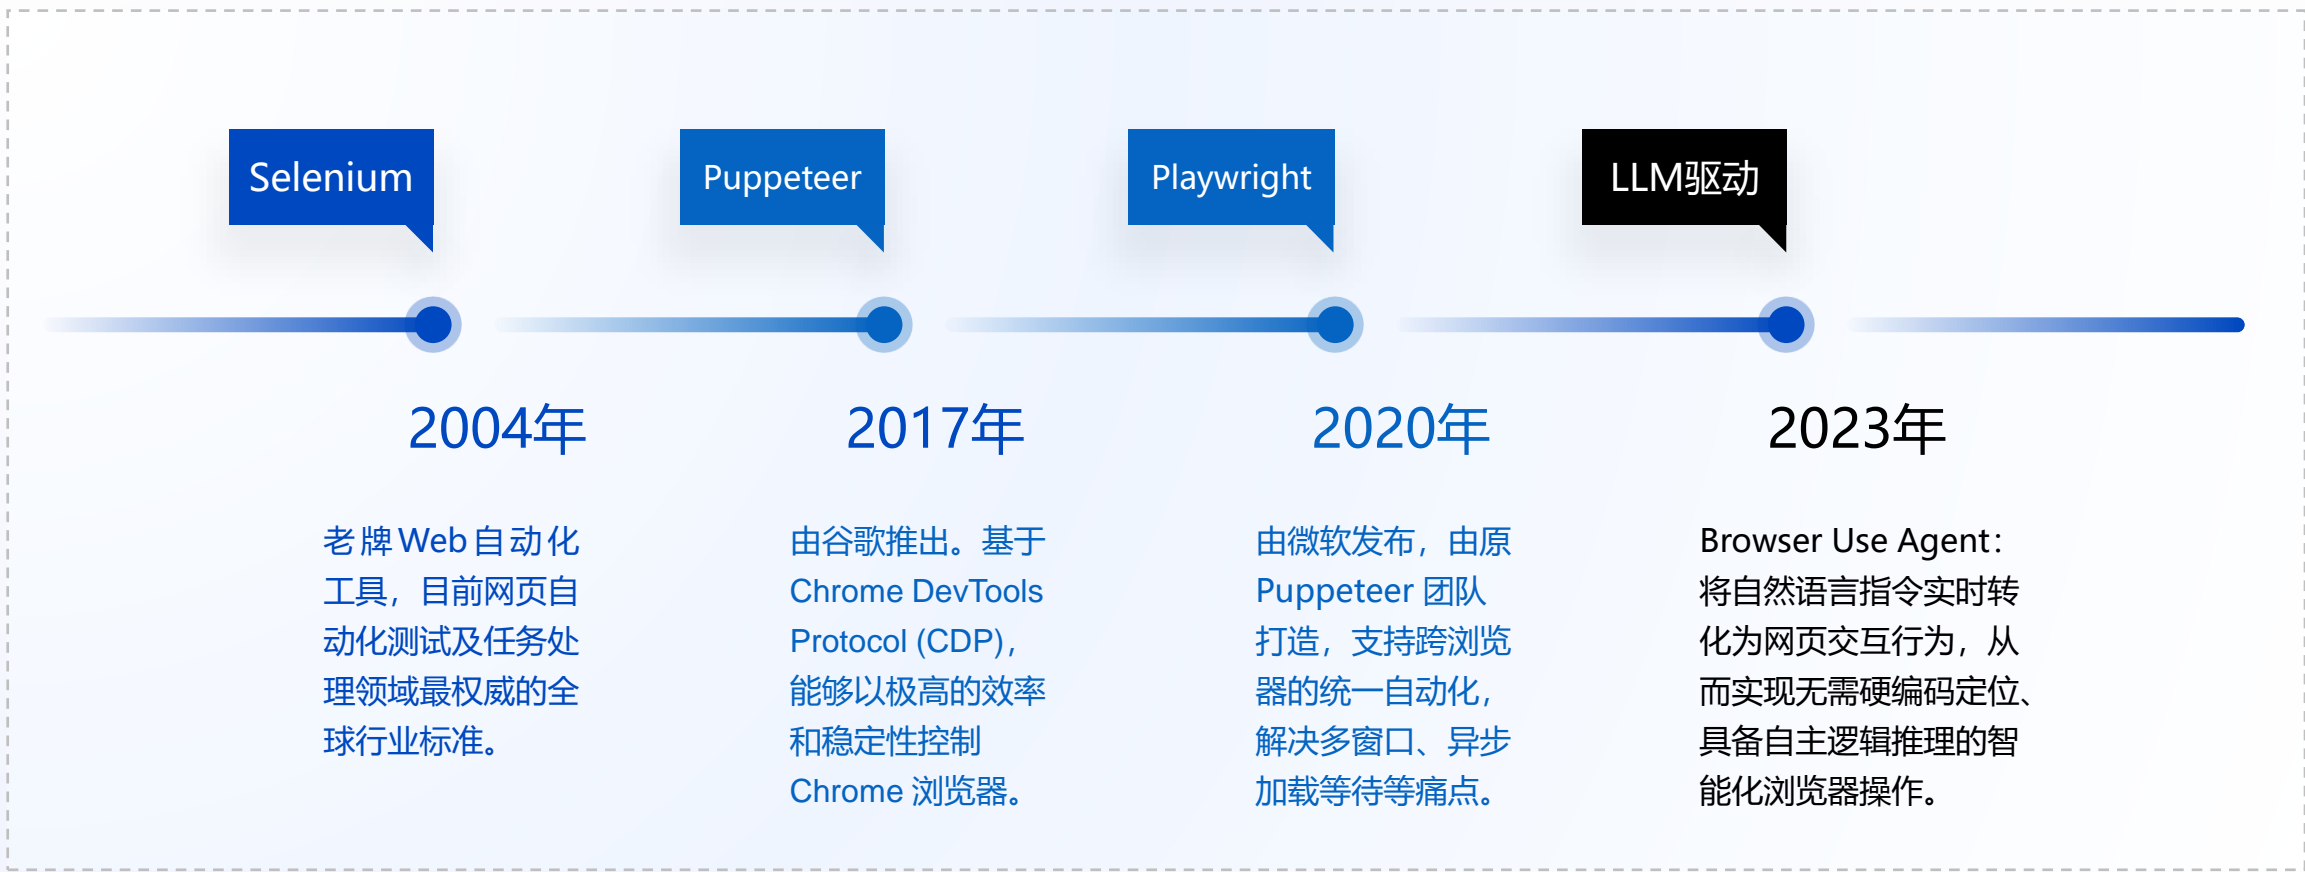 Selenium
Puppeteer
Playwright
LLM驱动
2004年
2017年
2020年
2023年
老牌Web自动化
工具，目前网页自
动化测试及任务处
理领域最权威的全
球行业标准。
由谷歌推出。基于
Chrome DevTools
Protocol (CDP)，
能够以极高的效率
和稳定性控制
Chrome 浏览器。
由微软发布，由原
Puppeteer 团队
打造，支持跨浏览
器的统一自动化，
解决多窗口、异步
加载等待等痛点。
Browser Use Agent：
将自然语言指令实时转
化为网页交互行为，从
而实现无需硬编码定位、
具备自主逻辑推理的智
能化浏览器操作。